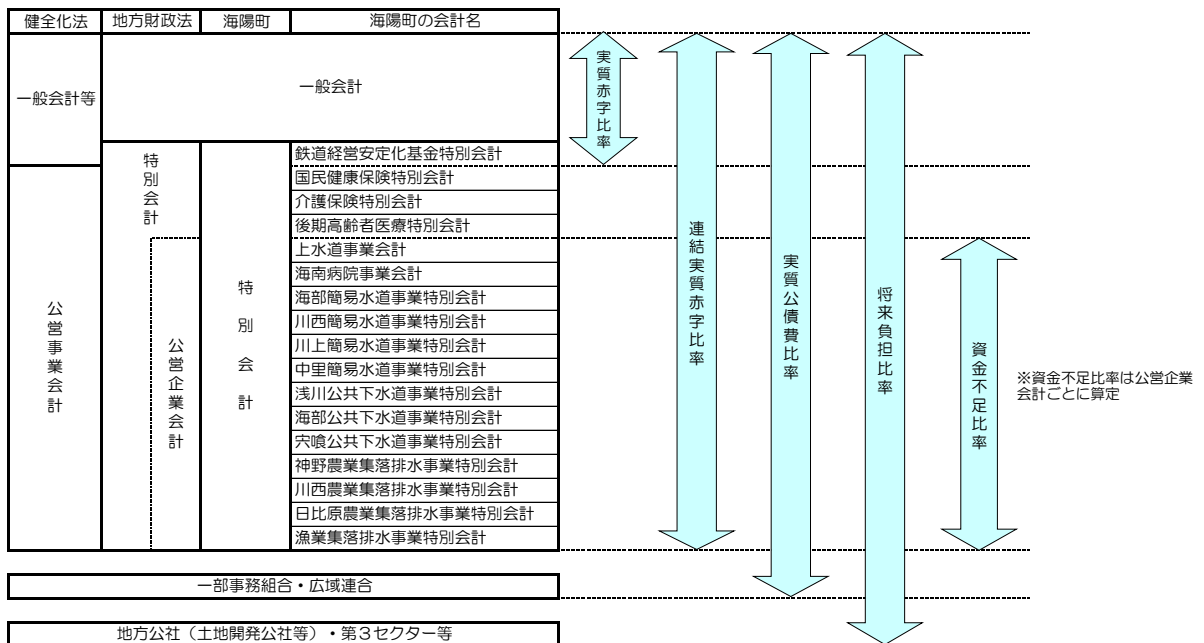 健全化法 地方財政法 海陽町 海陽町の会計名
一般会計等
一般会計
特別会計
特別会計
鉄道経営安定化基金特別会計
国民健康保険特別会計
介護保険特別会計
後期高齢者医療特別会計
公営事業会計
公営企業会計
上水道事業会計
海南病院事業会計
海部簡易水道事業特別会計
川西簡易水道事業特別会計
川上簡易水道事業特別会計
中里簡易水道事業特別会計
浅川公共下水道事業特別会計
海部公共下水道事業特別会計
宍喰公共下水道事業特別会計
神野農業集落排水事業特別会計
川西農業集落排水事業特別会計
日比原農業集落排水事業特別会計
漁業集落排水事業特別会計
一部事務組合・広域連合
地方公社（土地開発公社等）・第３セクター等
実質赤字比率
連結実質赤字比率
実質公債費比率
将来負担比率
資金不足比率
※資金不足比率は公営企業
会計ごとに算定